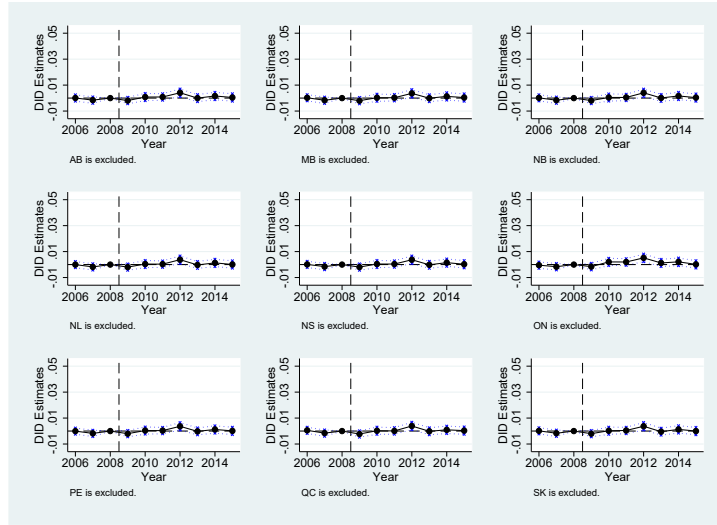 DID Estimates
-.01 .01 .03 .05
2006 2008 2010 2012 2014
Year
AB is excluded.
DID Estimates
-.01 .01 .03 .05
2006 2008 2010 2012 2014
Year
MB is excluded.
DID Estimates
-.01 .01 .03 .05
2006 2008 2010 2012 2014
Year
NB is excluded.
DID Estimates
-.01 .01 .03 .05
2006 2008 2010 2012 2014
Year
NL is excluded.
DID Estimates
-.01 .01 .03 .05
2006 2008 2010 2012 2014
Year
NS is excluded.
DID Estimates
-.01 .01 .03 .05
2006 2008 2010 2012 2014
Year
ON is excluded.
DID Estimates
-.01 .01 .03 .05
2006 2008 2010 2012 2014
Year
PE is excluded.
DID Estimates
-.01 .01 .03 .05
2006 2008 2010 2012 2014
Year
QC is excluded.
DID Estimates
-.01 .01 .03 .05
2006 2008 2010 2012 2014
Year
SK is excluded.